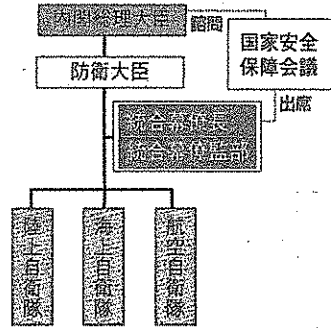 内閣総理大臣
諮問
国家安全
保障会議
防衛大臣
出席
統合幕僚長
統合幕僚監部
陸上自衛隊
海上自衛隊
航空自衛隊